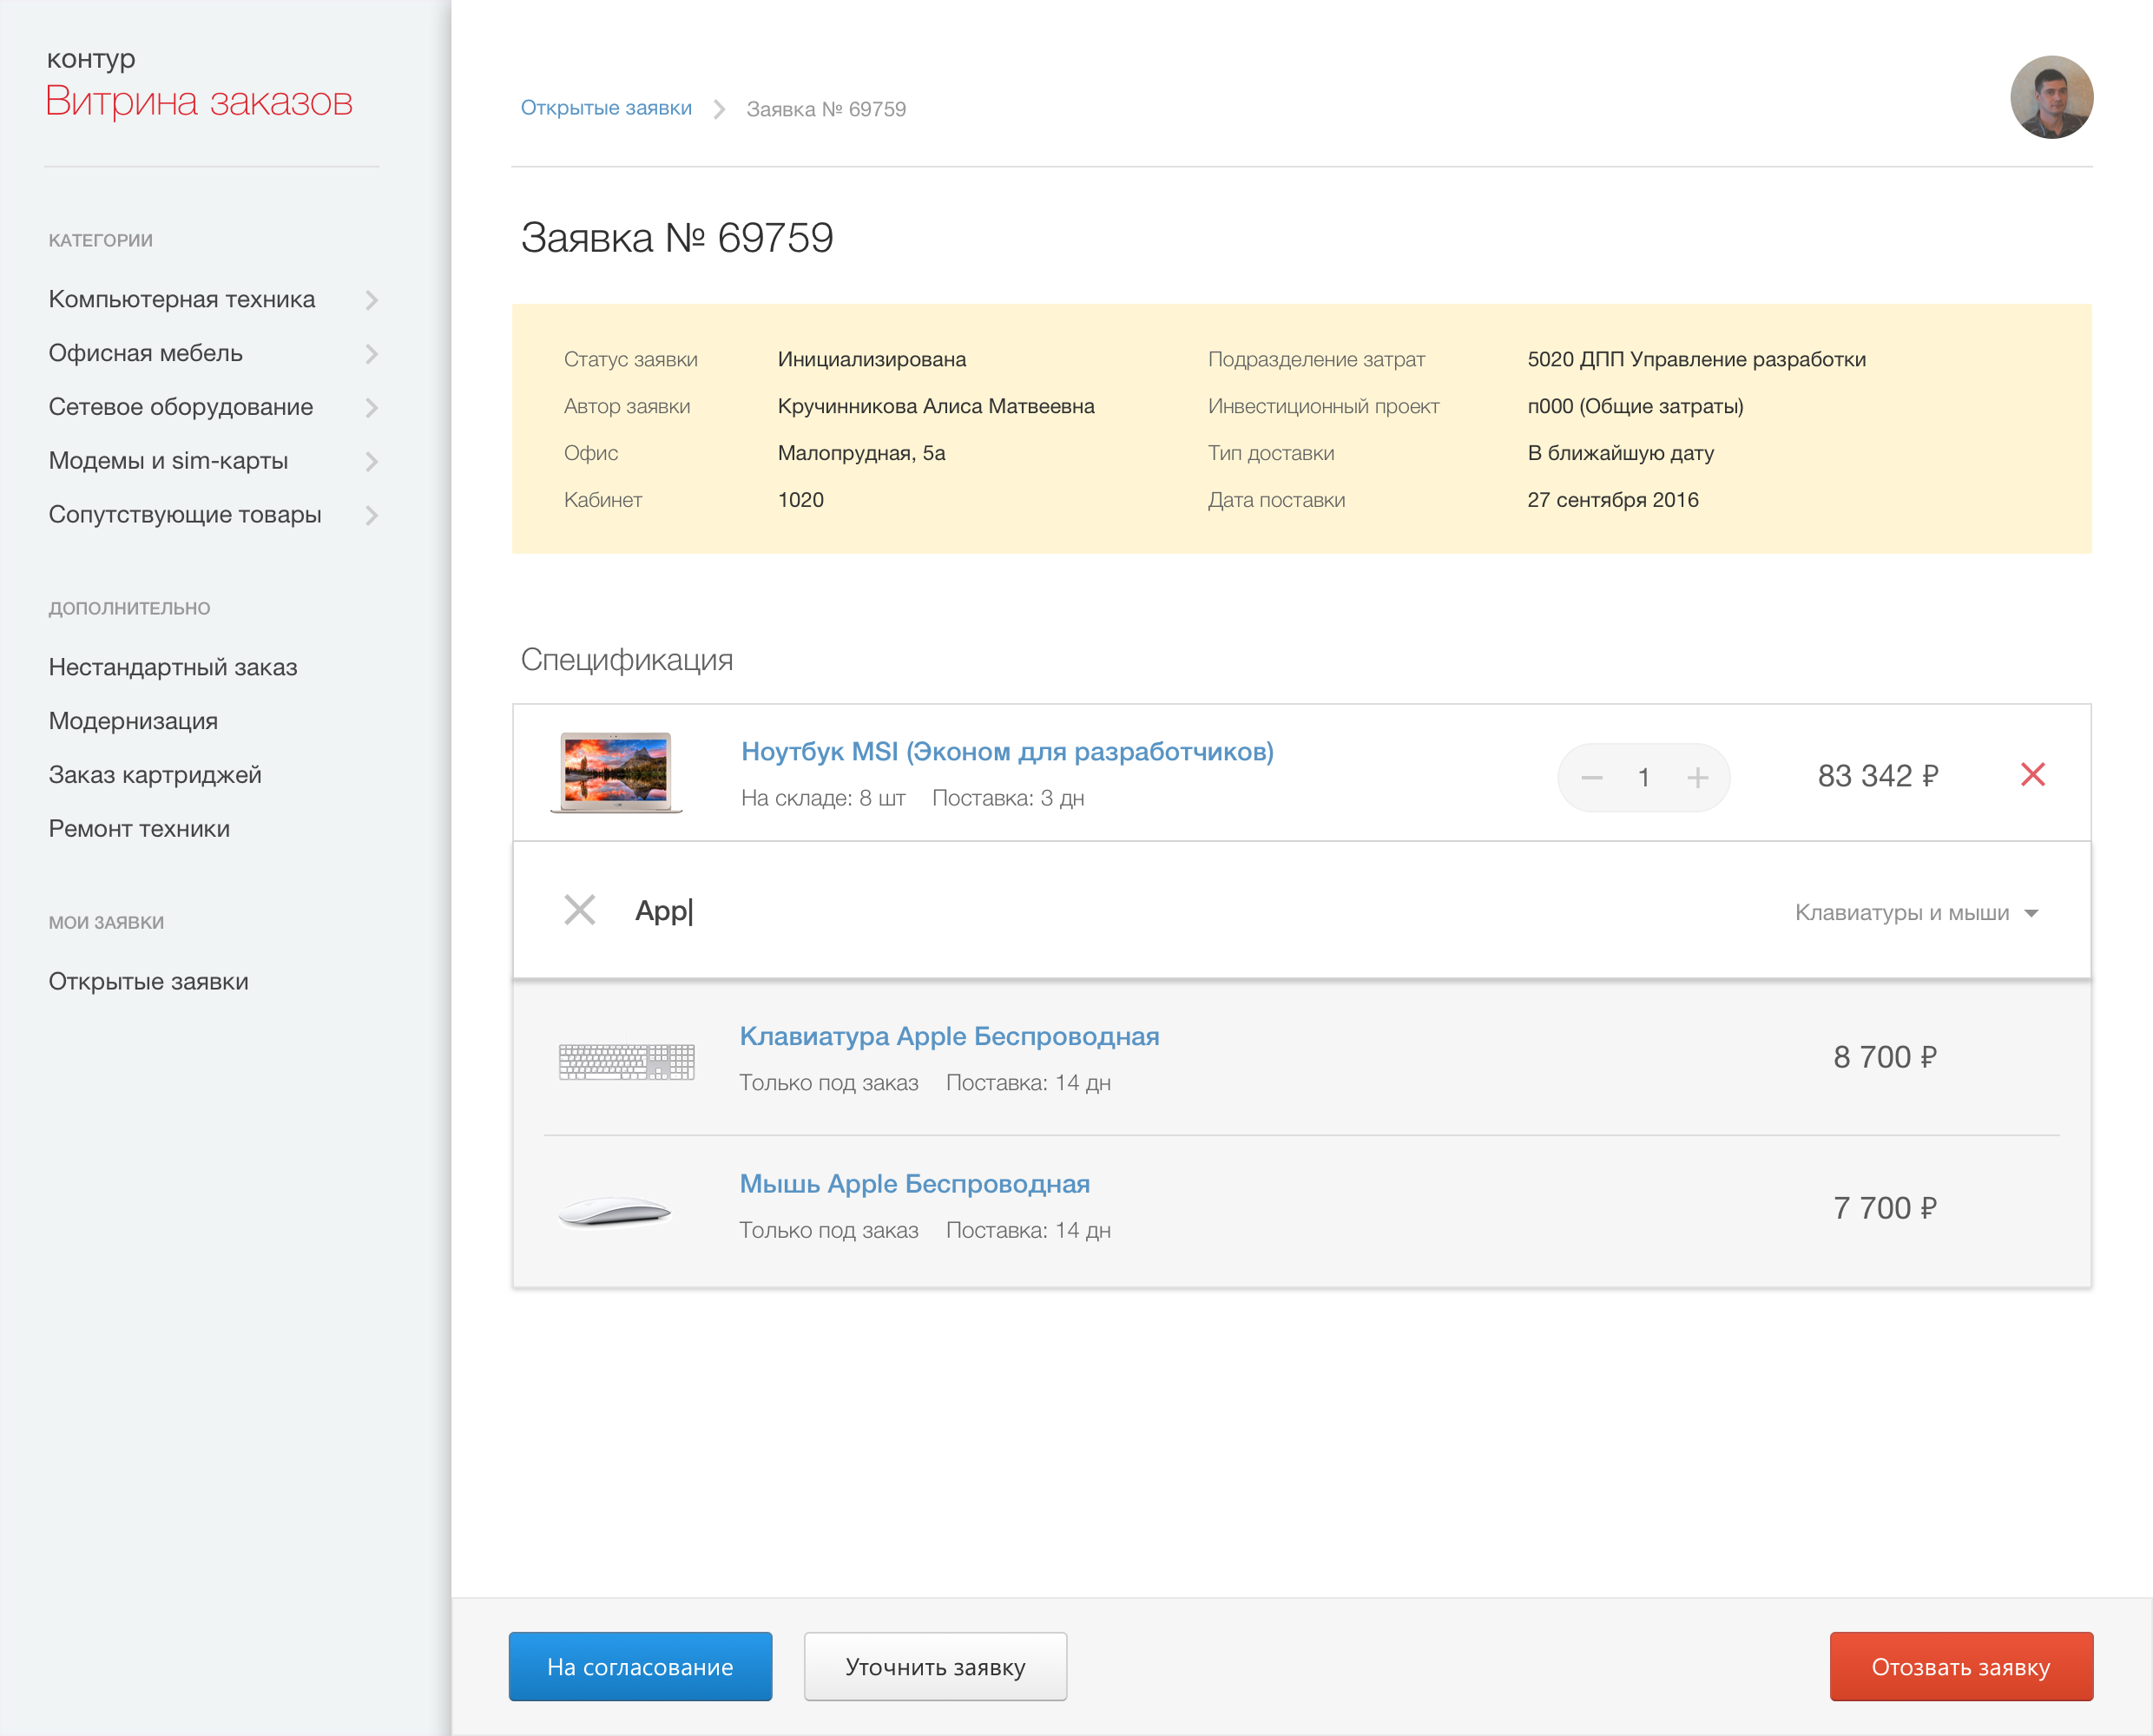 контур
Витрина заказов
КАТЕГОРИИ
Компьютерная техника
Офисная мебель
Сетевое оборудование
Модемы и sim-карты
Сопутствующие товары
ДОПОЛНИТЕЛЬНО
Нестандартный заказ
Модернизация
Заказ картриджей
Ремонт техники
МОИ ЗАЯВКИ
Открытые заявки
Открытые заявки Заявка № 69759
Заявка № 69759
Статус заявки Инициализирована Подразделение затрат 5020 ДПП Управление разработки
Автор заявки Кручинникова Алиса Матвеевна Инвестиционный проект п000 (Общие затраты)
Офис Малопрудная, 5а Тип доставки В ближайшую дату
Кабинет 1020 Дата поставки 27 сентября 2016
Спецификация
Ноутбук MSI (Эконом для разработчиков)
На складе: 8 шт Поставка: 3 дн
1 83 342 ₽
App Клавиатуры и мыши
Клавиатура Apple Беспроводная
Только под заказ Поставка: 14 дн
8 700 ₽
Мышь Apple Беспроводная
Только под заказ Поставка: 14 дн
7 700 ₽
На согласование Уточнить заявку Отозвать заявку